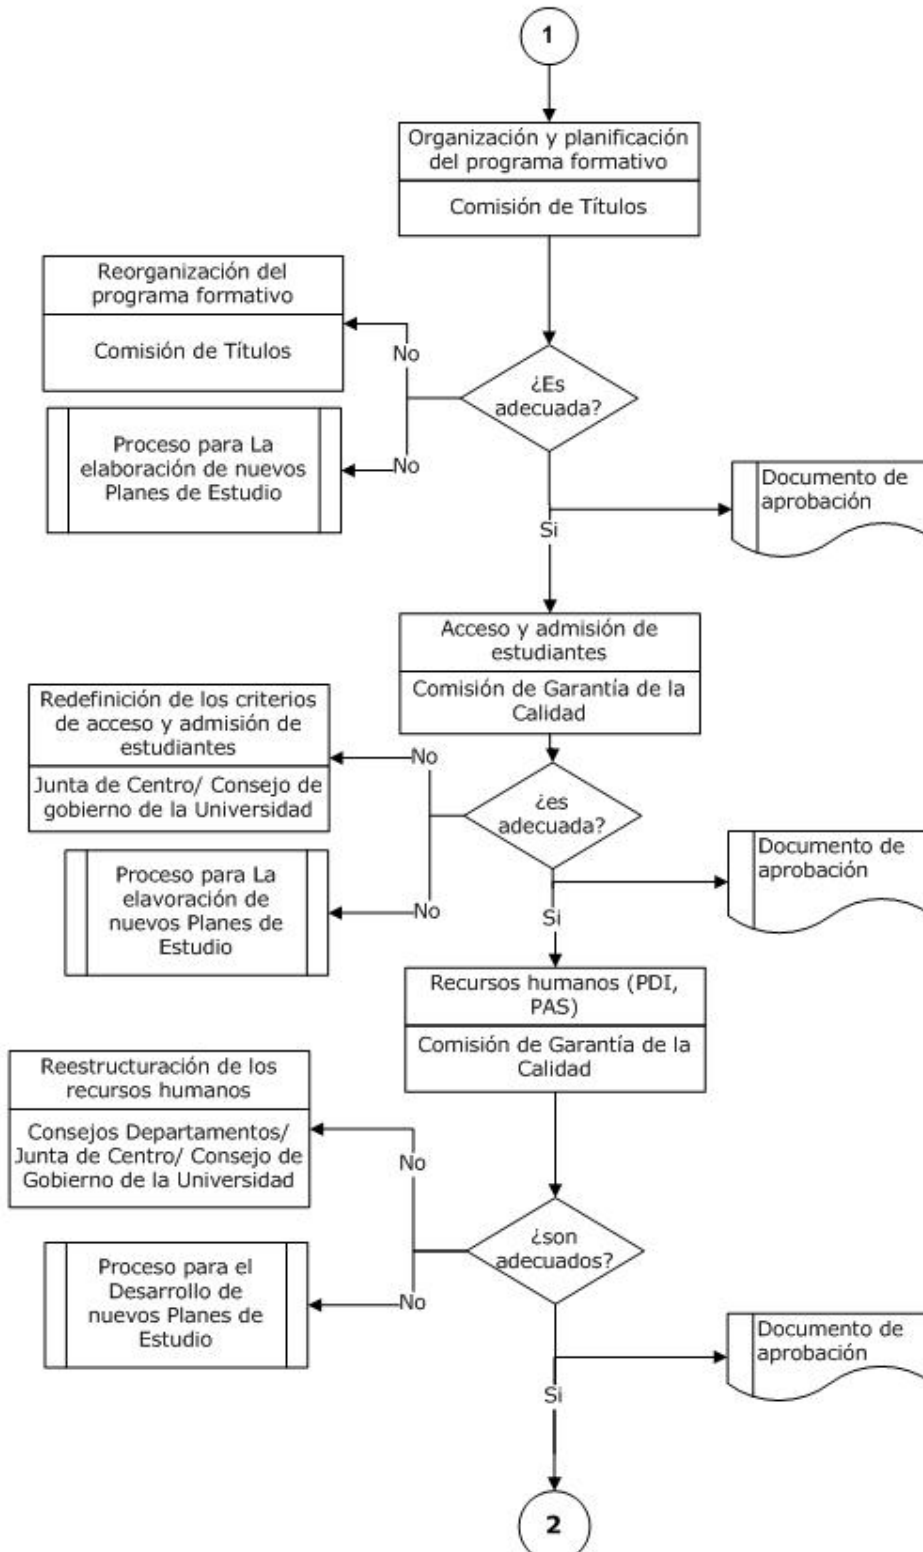 1
Organización y planificación
del programa formativo
Comisión de Títulos
Reorganización del
programa formativo
Comisión de Títulos
No
¿Es
adecuada?
No
Proceso para La
elaboración de nuevos
Planes de Estudio
Documento de
aprobación
Si
Acceso y admisión de
estudiantes
Comisión de Garantía de la
Calidad
Redefinición de los criterios
de acceso y admisión de
estudiantes
Junta de Centro/ Consejo de
gobierno de la Universidad
No
¿es
adecuada?
No
Proceso para La
elavoración de
nuevos Planes de
Estudio
Documento de
aprobación
Si
Recursos humanos (PDI,
PAS)
Comisión de Garantía de la
Calidad
Reestructuración de los
recursos humanos
Consejos Departamentos/
Junta de Centro/ Consejo de
Gobierno de la Universidad
No
¿son
adecuados?
No
Proceso para el
Desarrollo de
nuevos Planes de
Estudio
Documento de
aprobación
Si
2